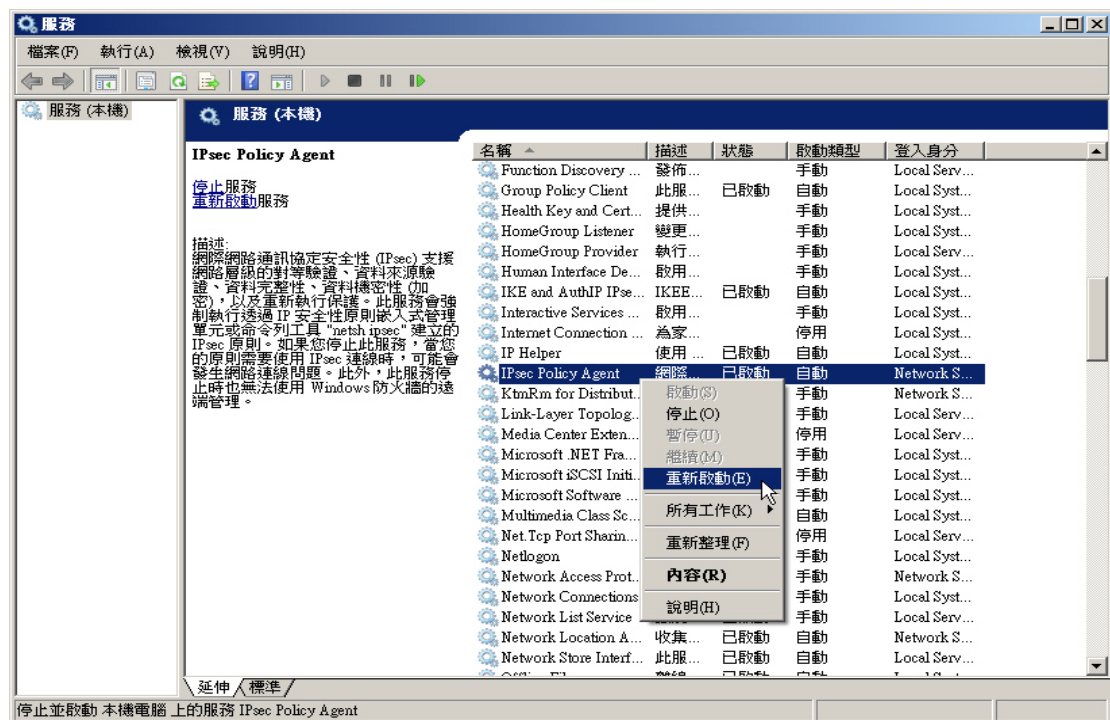 服務
檔案(F) 執行(A) 檢視(V) 說明(H)
服務 (本機)
服務 (本機)
IPsec Policy Agent
停止服務
重新啟動服務
描述:
網際網路通訊協定安全性 (IPsec) 支援
網路層級的對等驗證、資料來源驗
證、資料完整性、資料機密性 (加
密)，以及重新執行保護。此服務會強
制執行透過 IP 安全性原則嵌入式管理
單元或命令列工具 "netsh ipsec" 建立的
IPsec 原則。如果您停止此服務，當您
的原則需要使用 IPsec 連線時，可能會
發生網路連線問題。此外，此服務停
止時也無法使用 Windows 防火牆的遠
端管理。
名稱 描述 狀態 啟動類型 登入身分
Function Discovery ... 發佈... 手動 Local Serv...
Group Policy Client 此服... 已啟動 自動 Local Syst...
Health Key and Cert... 提供... 手動 Local Syst...
HomeGroup Listener 變更... 手動 Local Syst...
HomeGroup Provider 執行... 手動 Local Serv...
Human Interface De... 啟用... 手動 Local Syst...
IKE and AuthIP IPse... IKEE... 已啟動 自動 Local Syst...
Interactive Services ... 啟用... 手動 Local Syst...
Internet Connection ... 為家... 停用 Local Syst...
IP Helper 使用 ... 已啟動 自動 Local Syst...
IPsec Policy Agent 網際... 已啟動 自動 Network S...
KtmRm for Distribut... 手動 Network S...
Link-Layer Topolog... 手動 Local Serv...
Media Center Exten... 停用 Local Serv...
Microsoft .NET Fra... 手動 Local Syst...
Microsoft iSCSI Initi... 手動 Local Syst...
Microsoft Software ... 手動 Local Syst...
Multimedia Class Sc... 自動 Local Syst...
Net.Tcp Port Sharin... 停用 Local Serv...
Netlogon 手動 Local Syst...
Network Access Prot... 手動 Network S...
Network Connections 手動 Local Syst...
Network List Service 手動 Local Serv...
Network Location A... 收集... 已啟動 自動 Network S...
Network Store Interf... 此服... 已啟動 自動 Local Serv...
啟動(S)
停止(O)
暫停(U)
繼續(M)
重新啟動(E)
所有工作(K)
重新整理(F)
內容(R)
說明(H)
延伸 標準
停止並啟動 本機電腦 上的服務 IPsec Policy Agent